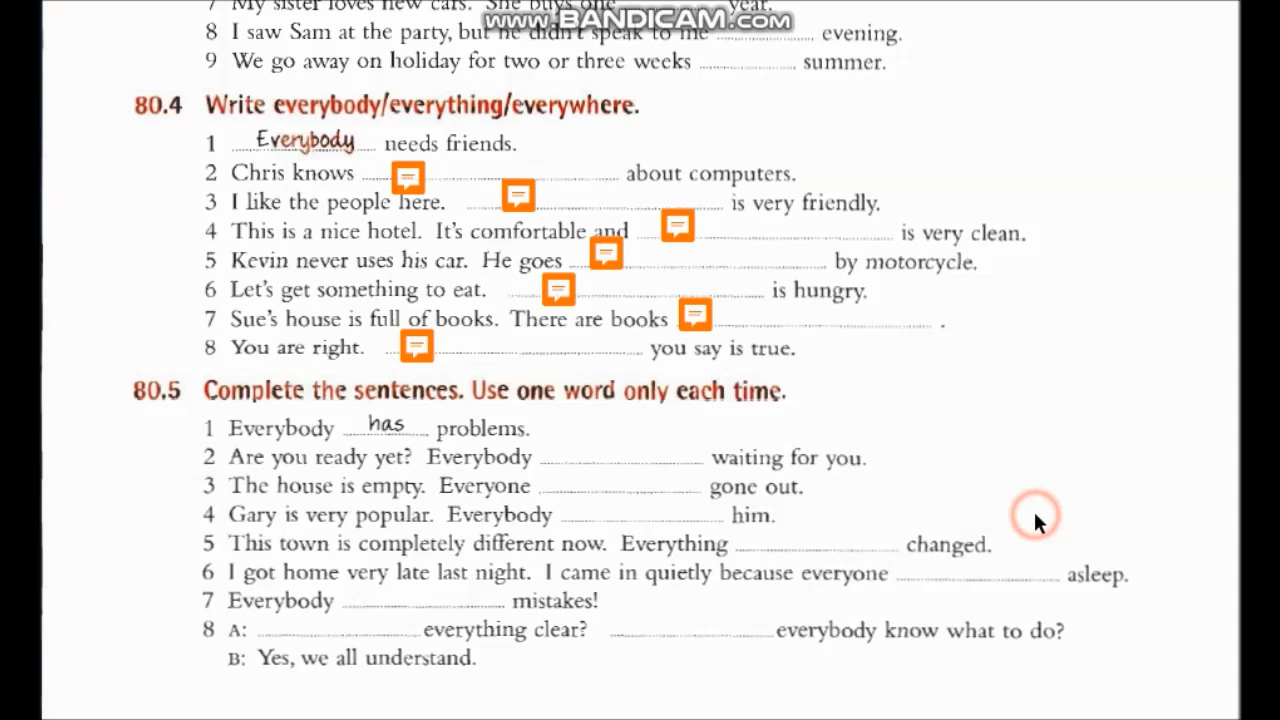 7 My sister loves new cars. She buys one year.
www.BANDICAM.com
8 I saw Sam at the party, but he didn't speak to me ............ evening.
9 We go away on holiday for two or three weeks ............ summer.
80.4 Write everybody/everything/everywhere.
1 Everybody needs friends.
2 Chris knows ............ about computers.
3 I like the people here. ............ is very friendly.
4 This is a nice hotel. It's comfortable and ............ is very clean.
5 Kevin never uses his car. He goes ............ by motorcycle.
6 Let's get something to eat. ............ is hungry.
7 Sue's house is full of books. There are books ............ .
8 You are right. ............ you say is true.
80.5 Complete the sentences. Use one word only each time.
1 Everybody has problems.
2 Are you ready yet? Everybody ............ waiting for you.
3 The house is empty. Everyone ............ gone out.
4 Gary is very popular. Everybody ............ him.
5 This town is completely different now. Everything ............ changed.
6 I got home very late last night. I came in quietly because everyone ............ asleep.
7 Everybody ............ mistakes!
8 A: ............ everything clear? ............ everybody know what to do?
B: Yes, we all understand.